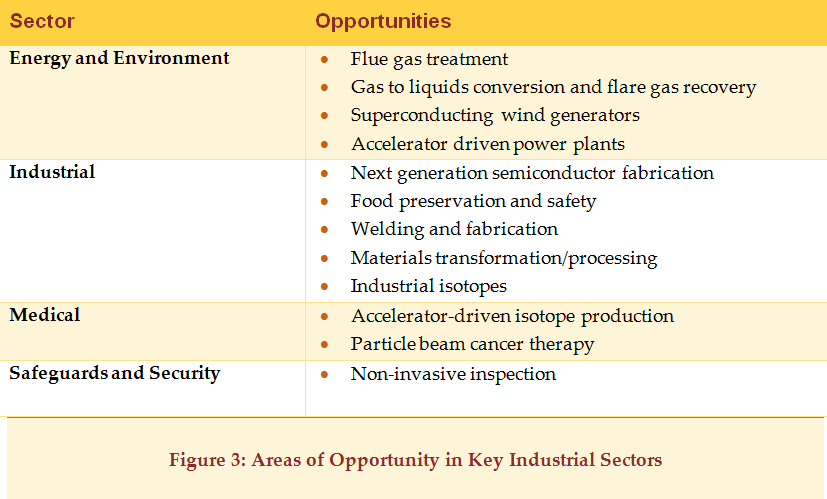 Sector Opportunities
Energy and Environment • Flue gas treatment
• Gas to liquids conversion and flare gas recovery
• Superconducting wind generators
• Accelerator driven power plants
Industrial • Next generation semiconductor fabrication
• Food preservation and safety
• Welding and fabrication
• Materials transformation/processing
• Industrial isotopes
Medical • Accelerator-driven isotope production
• Particle beam cancer therapy
Safeguards and Security • Non-invasive inspection
Figure 3: Areas of Opportunity in Key Industrial Sectors